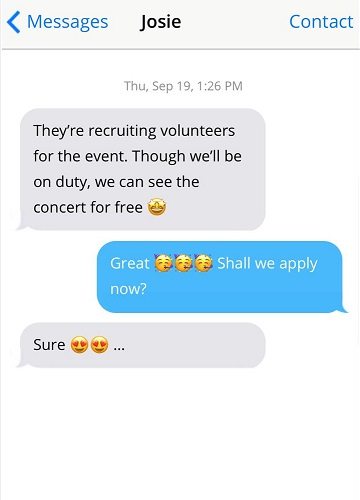 Messages Josie Contact
Thu, Sep 19, 1:26 PM
They’re recruiting volunteers
for the event. Though we’ll be
on duty, we can see the
concert for free 🤩
Great 🥳🥳🥳 Shall we apply
now?
Sure 😍😍 ...